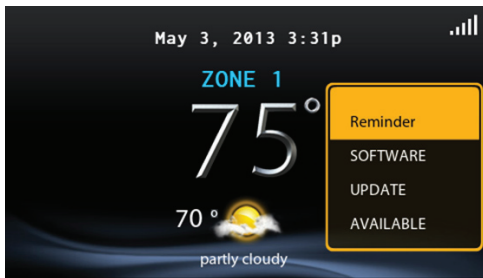 May 3, 2013 3:31p
ZONE 1
75°
Reminder
SOFTWARE
UPDATE
AVAILABLE
70 °
partly cloudy